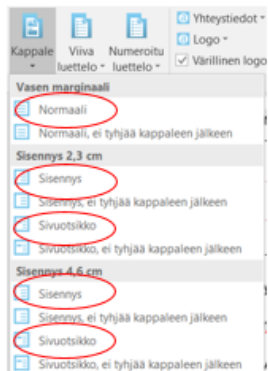 Kappale
Viiva luettelo
Numeroitu luettelo
Yhteystiedot
Logo
Värillinen logo
Vasen marginaali
Normaali
Normaali, ei tyhjää kappaleen jälkeen
Sisennys 2,3 cm
Sisennys
Sisennys, ei tyhjää kappaleen jälkeen
Sivuotsikko
Sivuotsikko, ei tyhjää kappaleen jälkeen
Sisennys 4,6 cm
Sisennys
Sisennys, ei tyhjää kappaleen jälkeen
Sivuotsikko
Sivuotsikko, ei tyhjää kappaleen jälkeen